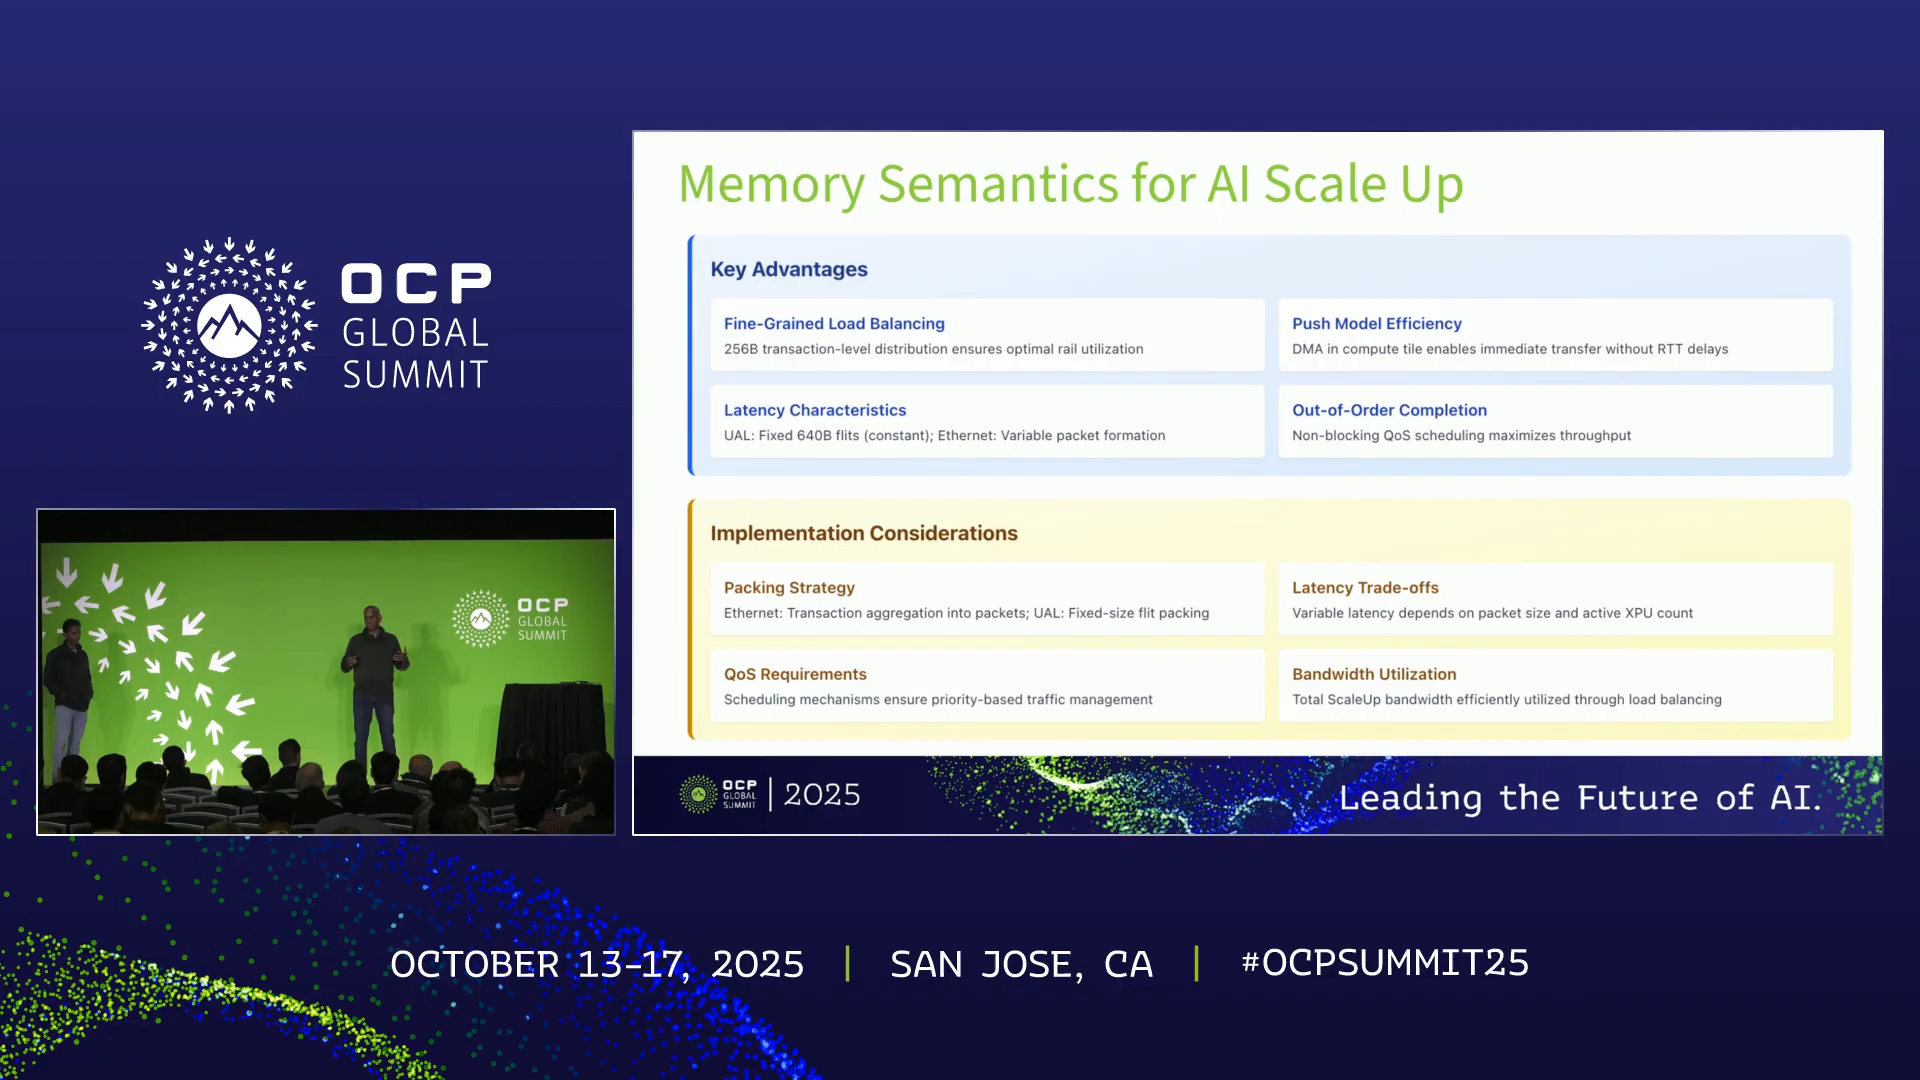 OCP
GLOBAL
SUMMIT
OCP
GLOBAL
SUMMIT
Memory Semantics for AI Scale Up
Key Advantages
Fine-Grained Load Balancing
256B transaction-level distribution ensures optimal rail utilization
Push Model Efficiency
DMA in compute tile enables immediate transfer without RTT delays
Latency Characteristics
UAL: Fixed 640B flits (constant); Ethernet: Variable packet formation
Out-of-Order Completion
Non-blocking QoS scheduling maximizes throughput
Implementation Considerations
Packing Strategy
Ethernet: Transaction aggregation into packets; UAL: Fixed-size flit packing
Latency Trade-offs
Variable latency depends on packet size and active XPU count
QoS Requirements
Scheduling mechanisms ensure priority-based traffic management
Bandwidth Utilization
Total ScaleUp bandwidth efficiently utilized through load balancing
OCP
GLOBAL
SUMMIT
2025
Leading the Future of AI.
OCTOBER 13-17, 2025 | SAN JOSE, CA | #OCPSUMMIT25